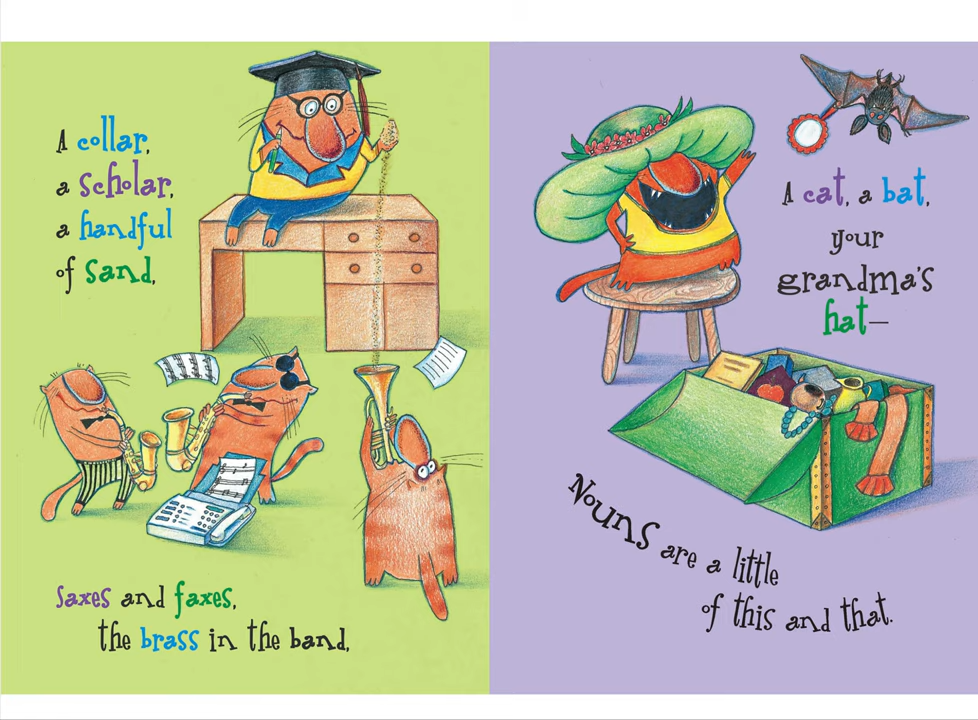 A collar,
a scholar,
a handful
of sand,
saxes and faxes,
the brass in the band,
A cat, a bat,
your
grandma's
hat—
Nouns are a little
of this and that.